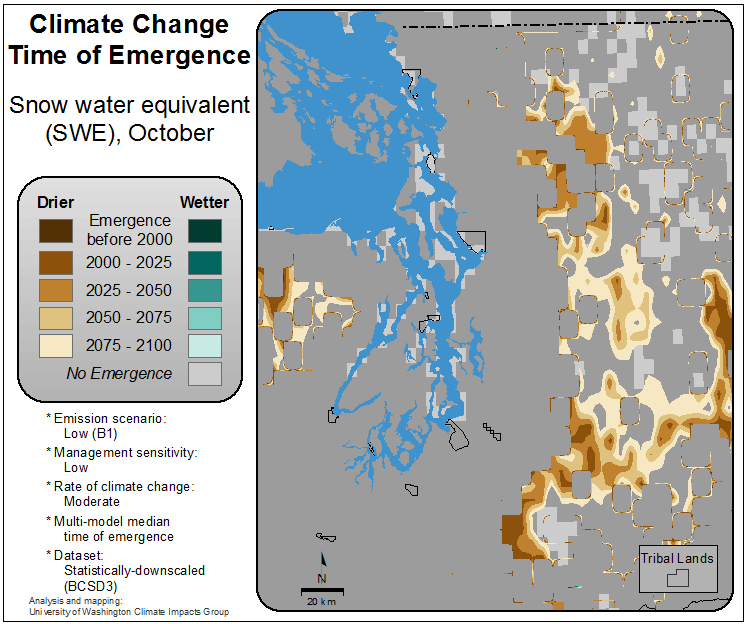 Climate Change
Time of Emergence
Snow water equivalent
(SWE), October
Drier Wetter
Emergence
before 2000
2000 - 2025
2025 - 2050
2050 - 2075
2075 - 2100
No Emergence
* Emission scenario:
Low (B1)
* Management sensitivity:
Low
* Rate of climate change:
Moderate
* Multi-model median
time of emergence
* Dataset:
Statistically-downscaled
(BCSD3)
Analysis and mapping:
University of Washington Climate Impacts Group
N
20 km
Tribal Lands